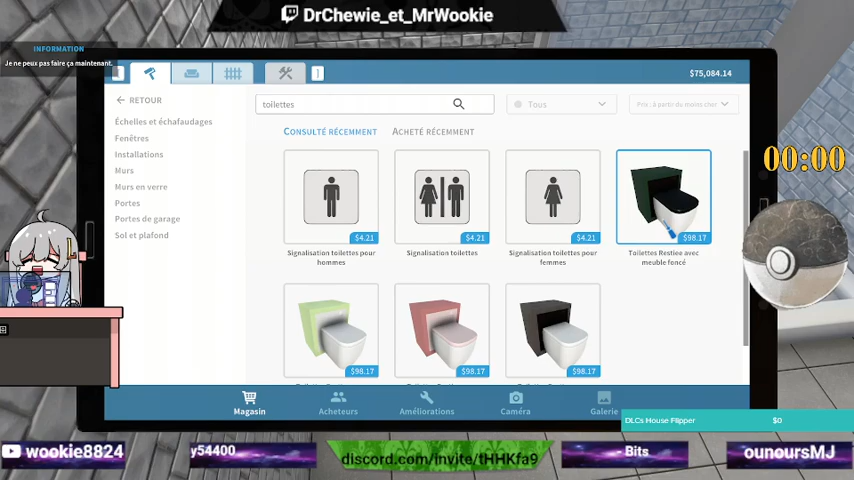 DrChewie_et_MrWookie
INFORMATION
Je ne peux pas faire ça maintenant.
$75,084.14
RETOUR
toilettes
Tous
Prix : à partir du moins cher
Échelles et échafaudages
Fenêtres
Installations
Murs
Murs en verre
Portes
Portes de garage
Sol et plafond
CONSULTÉ RÉCEMMENT
ACHETÉ RÉCEMMENT
00:00
$4.21
$4.21
$4.21
$98.17
Signalisation toilettes pour hommes
Signalisation toilettes
Signalisation toilettes pour femmes
Toilettes Restiee avec meuble foncé
$98.17
$98.17
$98.17
Magasin
Acheteurs
Améliorations
Caméra
Galerie
DLCs House Flipper
$0
wookie8824
y54400
discord.com/invite/tHHKfa9
- Bits
ounoursMJ